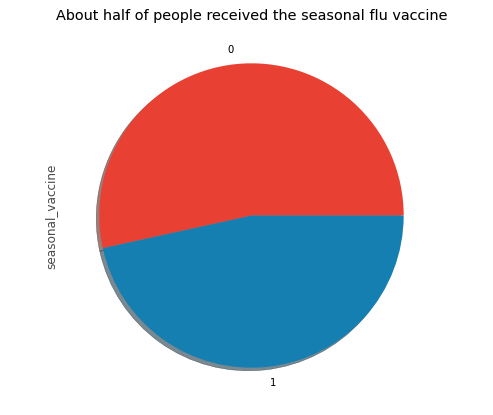 About half of people received the seasonal flu vaccine
0
seasonal_vaccine
1